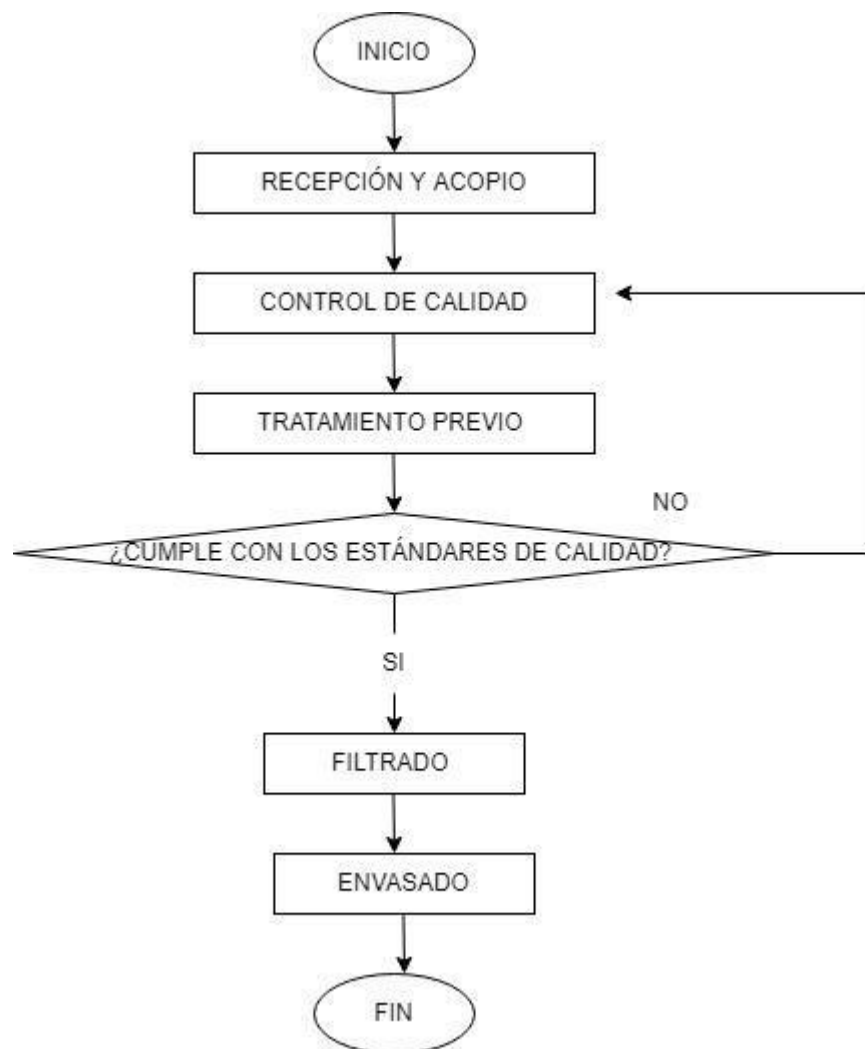 INICIO
RECEPCIÓN Y ACOPIO
CONTROL DE CALIDAD
TRATAMIENTO PREVIO
NO
¿CUMPLE CON LOS ESTÁNDARES DE CALIDAD?
SI
FILTRADO
ENVASADO
FIN